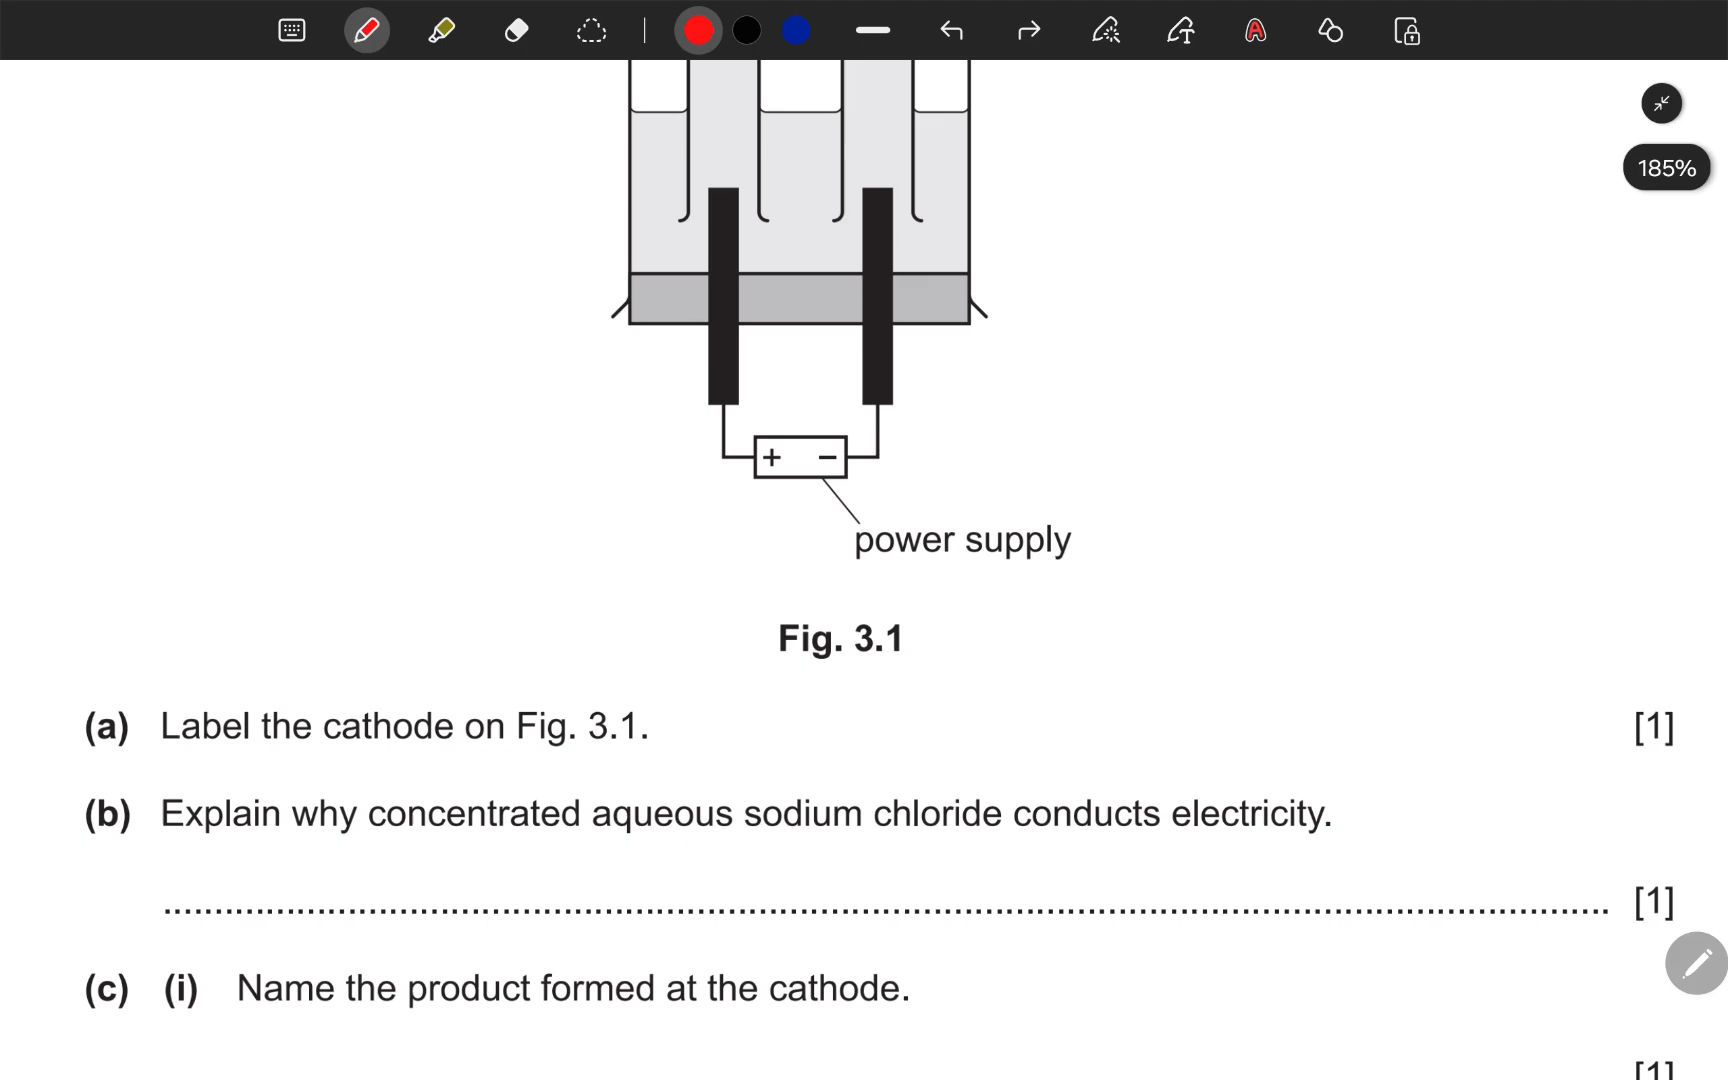 185%
+ −
power supply
Fig. 3.1
(a) Label the cathode on Fig. 3.1. [1]
(b) Explain why concentrated aqueous sodium chloride conducts electricity.
.......................................................................................................................... [1]
(c) (i) Name the product formed at the cathode.
[1]